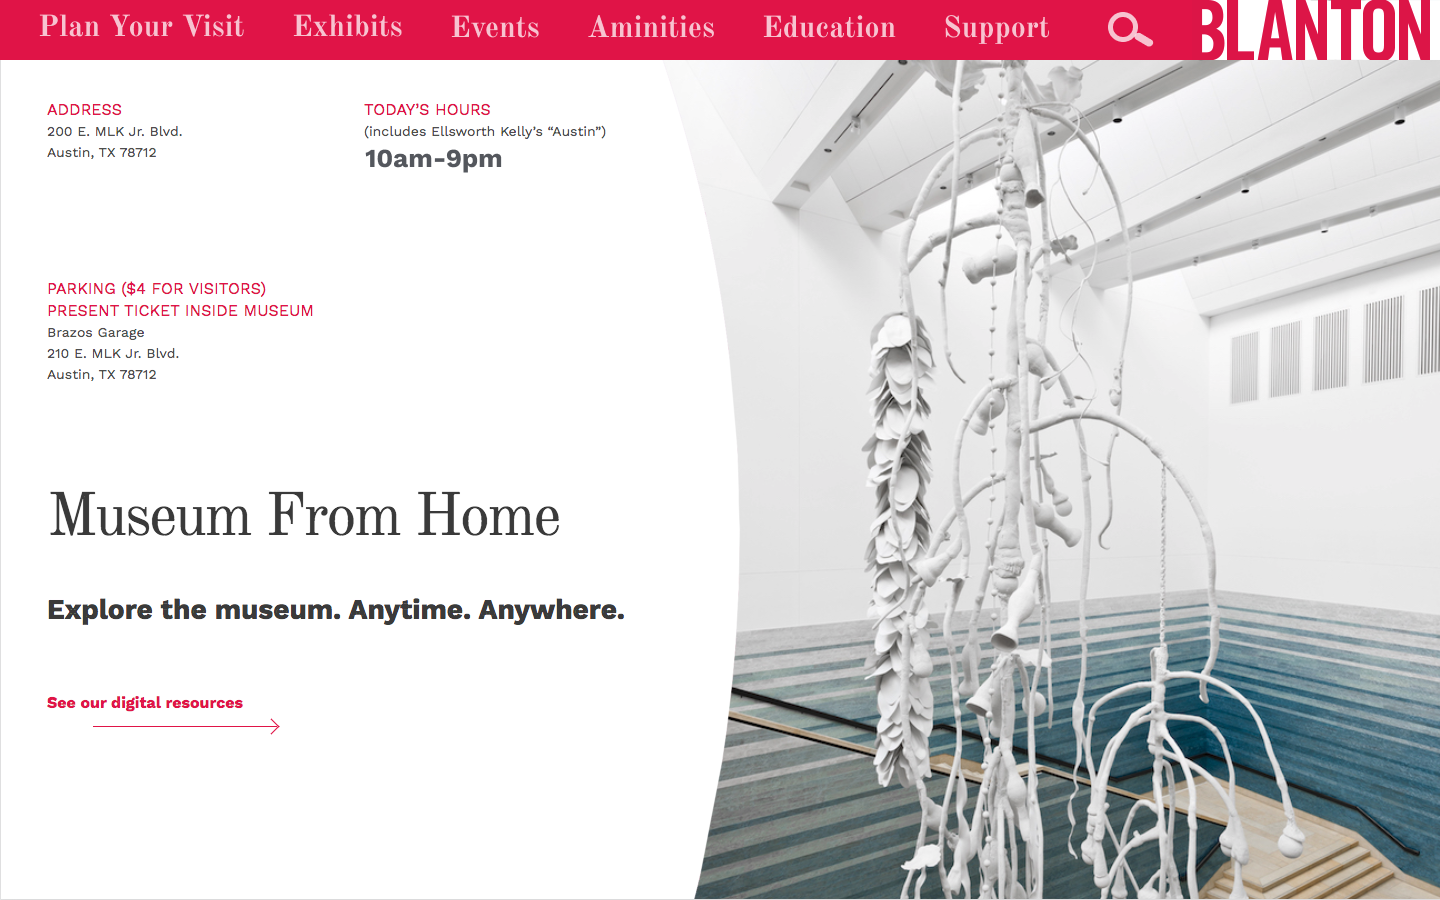 Plan Your Visit Exhibits Events Aminities Education Support BLANTON
ADDRESS
200 E. MLK Jr. Blvd.
Austin, TX 78712
TODAY'S HOURS
(includes Ellsworth Kelly's “Austin”)
10am-9pm
PARKING ($4 FOR VISITORS)
PRESENT TICKET INSIDE MUSEUM
Brazos Garage
210 E. MLK Jr. Blvd.
Austin, TX 78712
Museum From Home
Explore the museum. Anytime. Anywhere.
See our digital resources